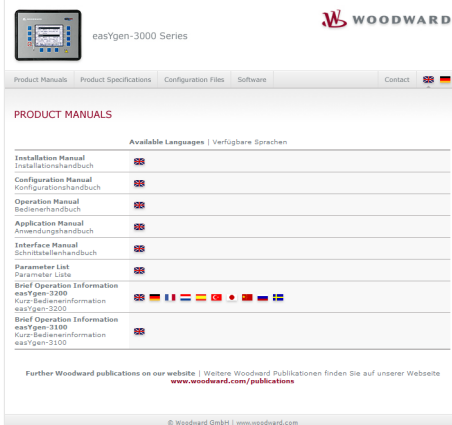 easYgen-3000 Series
WOODWARD
Product Manuals Product Specifications Configuration Files Software Contact
PRODUCT MANUALS
Available Languages | Verfügbare Sprachen
Installation Manual
Installationshandbuch
Configuration Manual
Konfigurationshandbuch
Operation Manual
Bedienerhandbuch
Application Manual
Anwendungshandbuch
Interface Manual
Schnittstellenhandbuch
Parameter List
Parameter Liste
Brief Operation Information
easYgen-3200
Kurz-Bedienerinformation
easYgen-3200
Brief Operation Information
easYgen-3100
Kurz-Bedienerinformation
easYgen-3100
Further Woodward publications on our website | Weitere Woodward Publikationen finden Sie auf unserer Webseite
www.woodward.com/publications
© Woodward GmbH | www.woodward.com